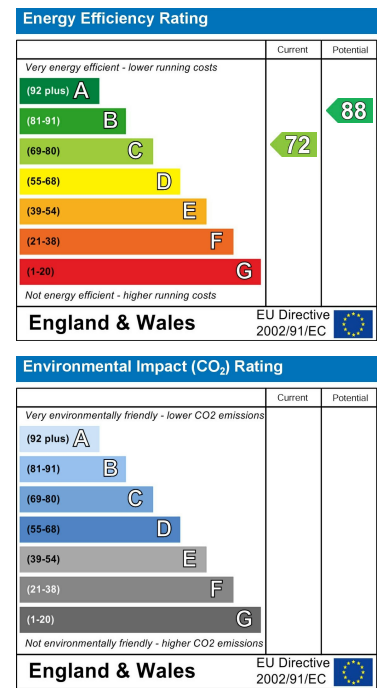 Energy Efficiency Rating
Current Potential
Very energy efficient - lower running costs
(92 plus) A
(81-91) B
88
(69-80) C
72
(55-68) D
(39-54) E
(21-38) F
(1-20) G
Not energy efficient - higher running costs
England & Wales
EU Directive
2002/91/EC
Environmental Impact (CO₂) Rating
Current Potential
Very environmentally friendly - lower CO2 emissions
(92 plus) A
(81-91) B
(69-80) C
(55-68) D
(39-54) E
(21-38) F
(1-20) G
Not environmentally friendly - higher CO2 emissions
England & Wales
EU Directive
2002/91/EC